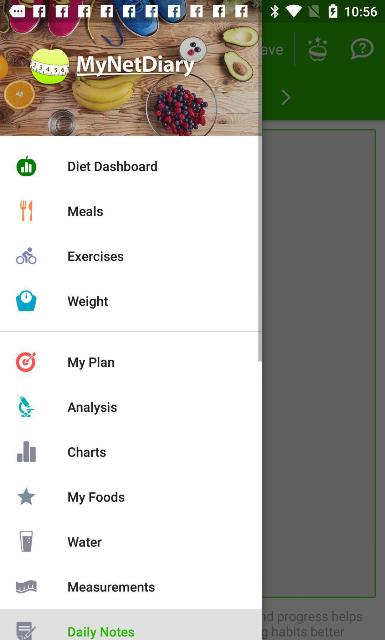 10:56
MyNetDiary
ave
Diet Dashboard
Meals
Exercises
Weight
My Plan
Analysis
Charts
My Foods
Water
Measurements
Daily Notes
nd progress helps
g habits better